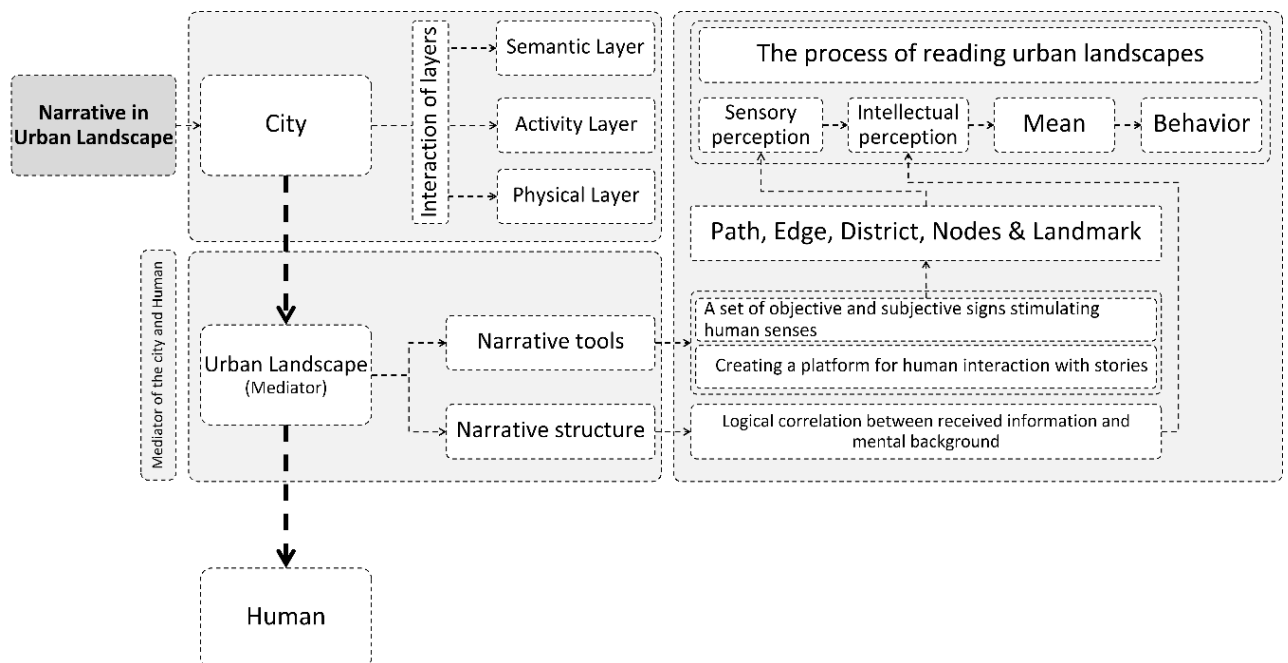 Narrative in
Urban Landscape
City
Interaction of layers
Semantic Layer
Activity Layer
Physical Layer
Mediator of the city and Human
Urban Landscape
(Mediator)
Narrative tools
Narrative structure
Human
The process of reading urban landscapes
Sensory
perception
Intellectual
perception
Mean
Behavior
Path, Edge, District, Nodes & Landmark
A set of objective and subjective signs stimulating
human senses
Creating a platform for human interaction with stories
Logical correlation between received information and
mental background